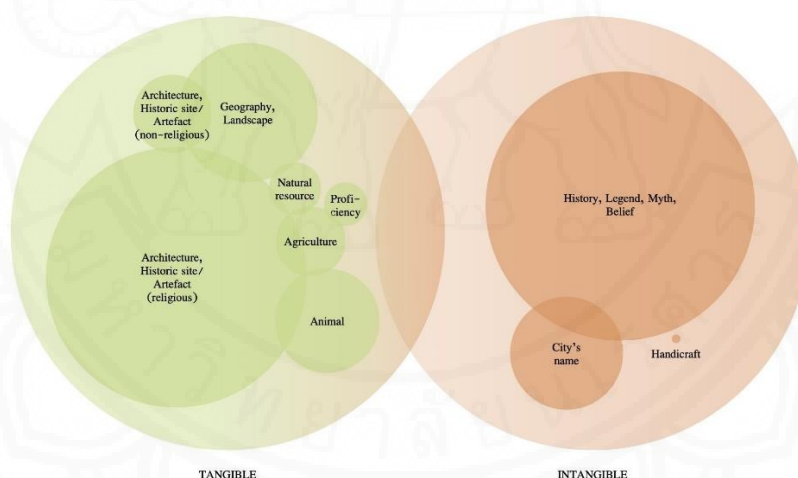 Architecture,
Historic site/
Artefact
(non-religious)
Geography,
Landscape
Natural
resource
Profi-
ciency
Agriculture
Architecture,
Historic site/
Artefact
(religious)
Animal
History, Legend, Myth,
Belief
City's
name
Handicraft
TANGIBLE
INTANGIBLE